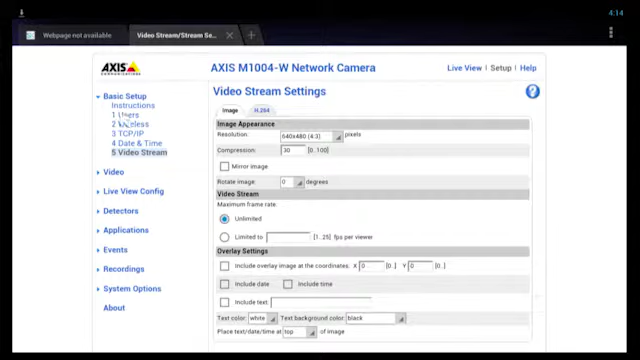 4:14
Webpage not available
Video Stream/Stream Se...
AXIS
AXIS M1004-W Network Camera
Live View | Setup | Help
Basic Setup
Instructions
1 Users
2 Wireless
3 TCP/IP
4 Date & Time
5 Video Stream
Video
Live View Config
Detectors
Applications
Events
Recordings
System Options
About
Video Stream Settings
?
Image
H.264
Image Appearance
Resolution: 640x480 (4:3) pixels
Compression: 30 [0..100]
Mirror image
Rotate image: 0 degrees
Video Stream
Maximum frame rate:
Unlimited
Limited to [1..25] fps per viewer
Overlay Settings
Include overlay image at the coordinates. X 0 [0..] Y 0 [0..]
Include date Include time
Include text:
Text color: white Text background color: black
Place text/date/time at top of image